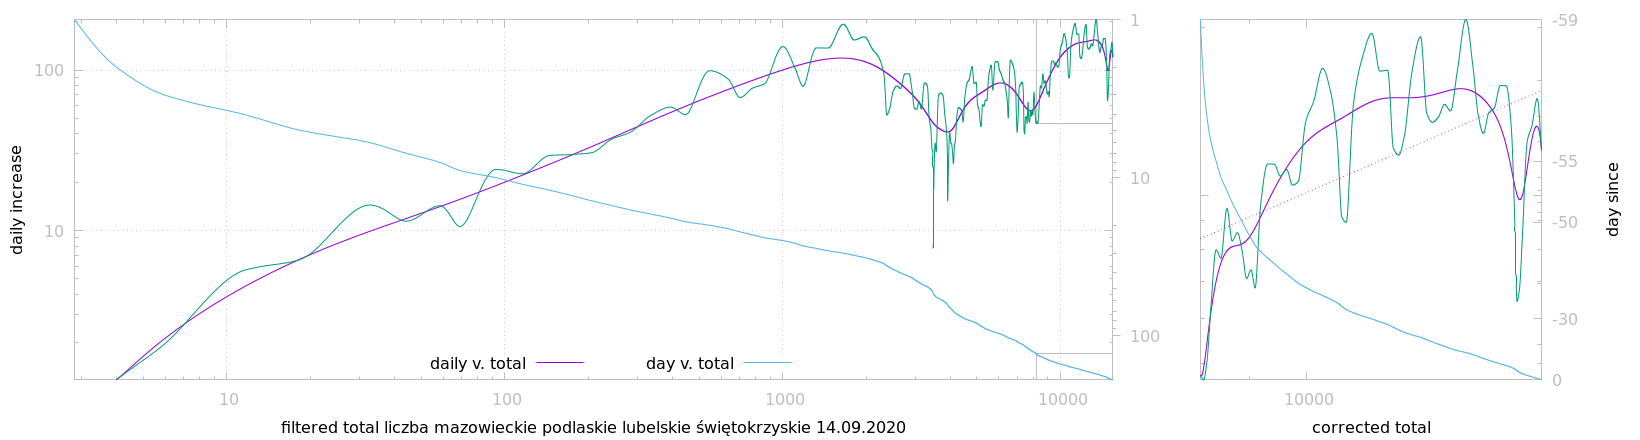 1
-59
100
-55
10
-50
10
100
-30
0
daily increase
day since
daily v. total
day v. total
10
100
1000
10000
10000
filtered total liczba mazowieckie podlaskie lubelskie świętokrzyskie 14.09.2020
corrected total